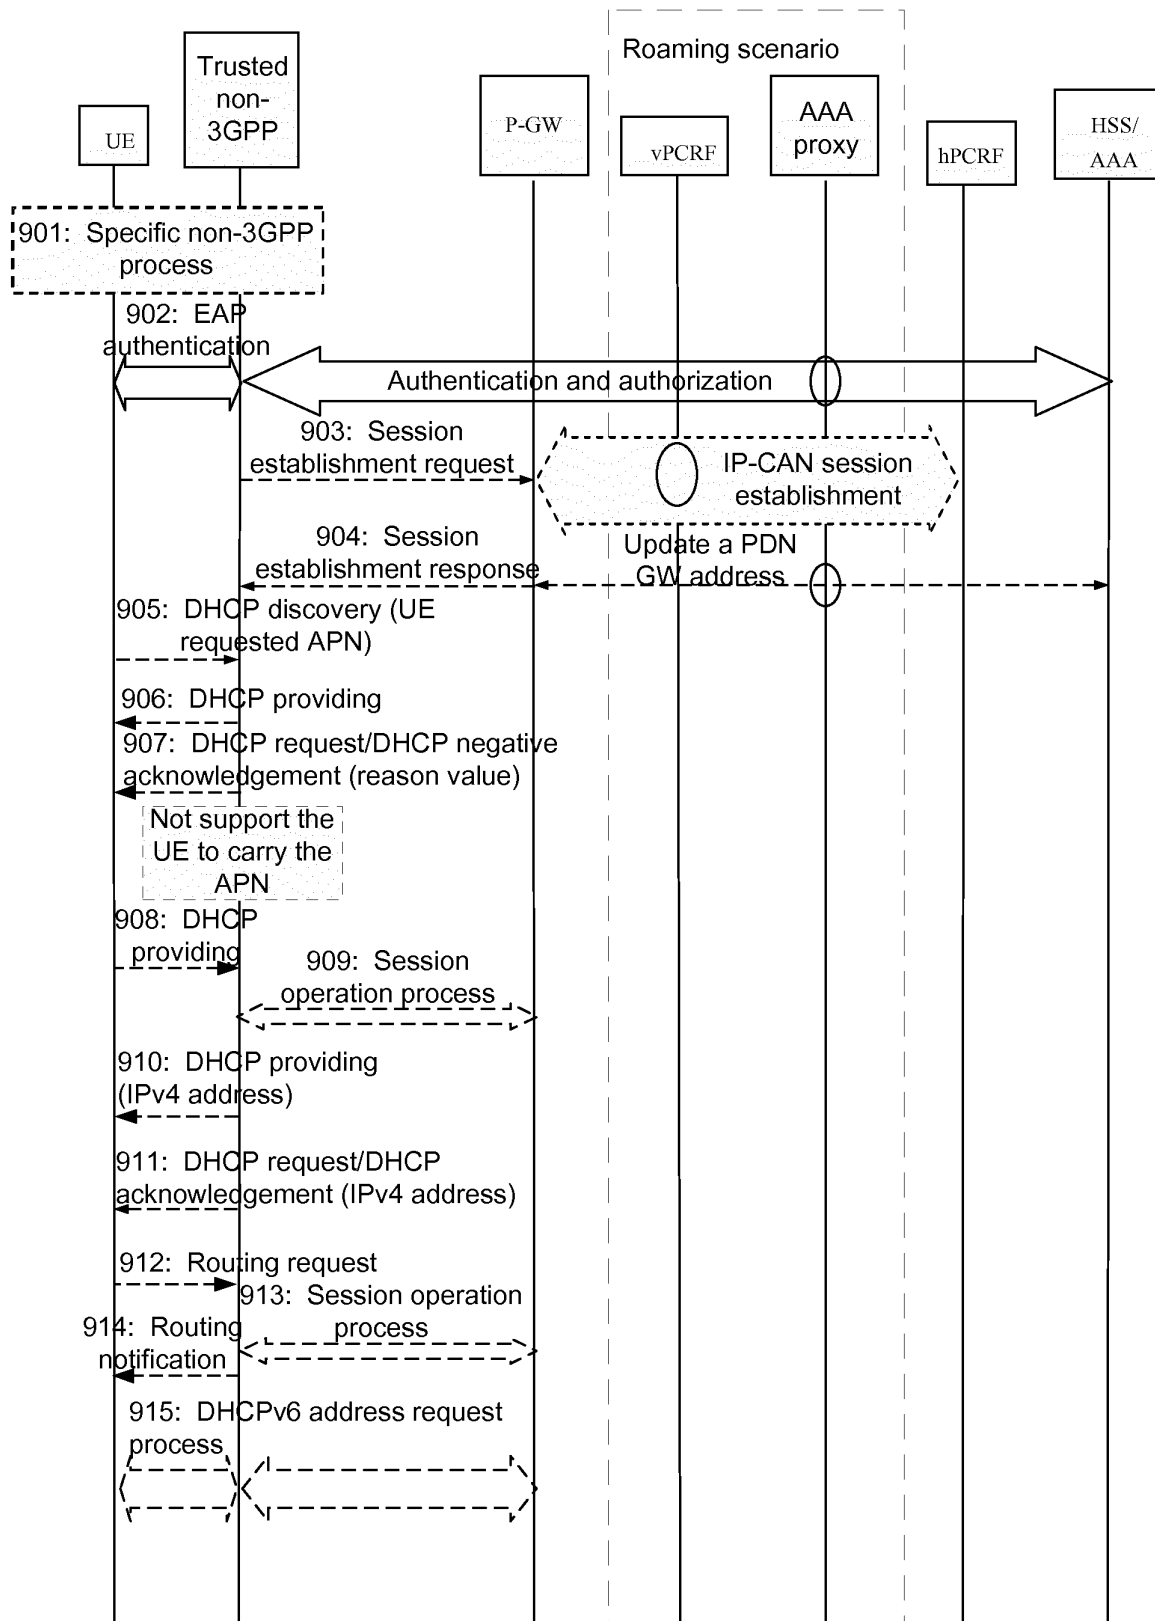 Roaming scenario
Trusted
non-
3GPP
UE
P-GW
vPCRF
AAA
proxy
hPCRF
HSS/
AAA
901: Specific non-3GPP
process
902: EAP
authentication
Authentication and authorization
903: Session
establishment request
IP-CAN session
establishment
904: Session
establishment response
Update a PDN
GW address
905: DHCP discovery (UE
requested APN)
906: DHCP providing
907: DHCP request/DHCP negative
acknowledgement (reason value)
Not support the
UE to carry the
APN
908: DHCP
providing
909: Session
operation process
910: DHCP providing
(IPv4 address)
911: DHCP request/DHCP
acknowledgement (IPv4 address)
912: Routing request
913: Session operation
process
914: Routing
notification
915: DHCPv6 address request
process